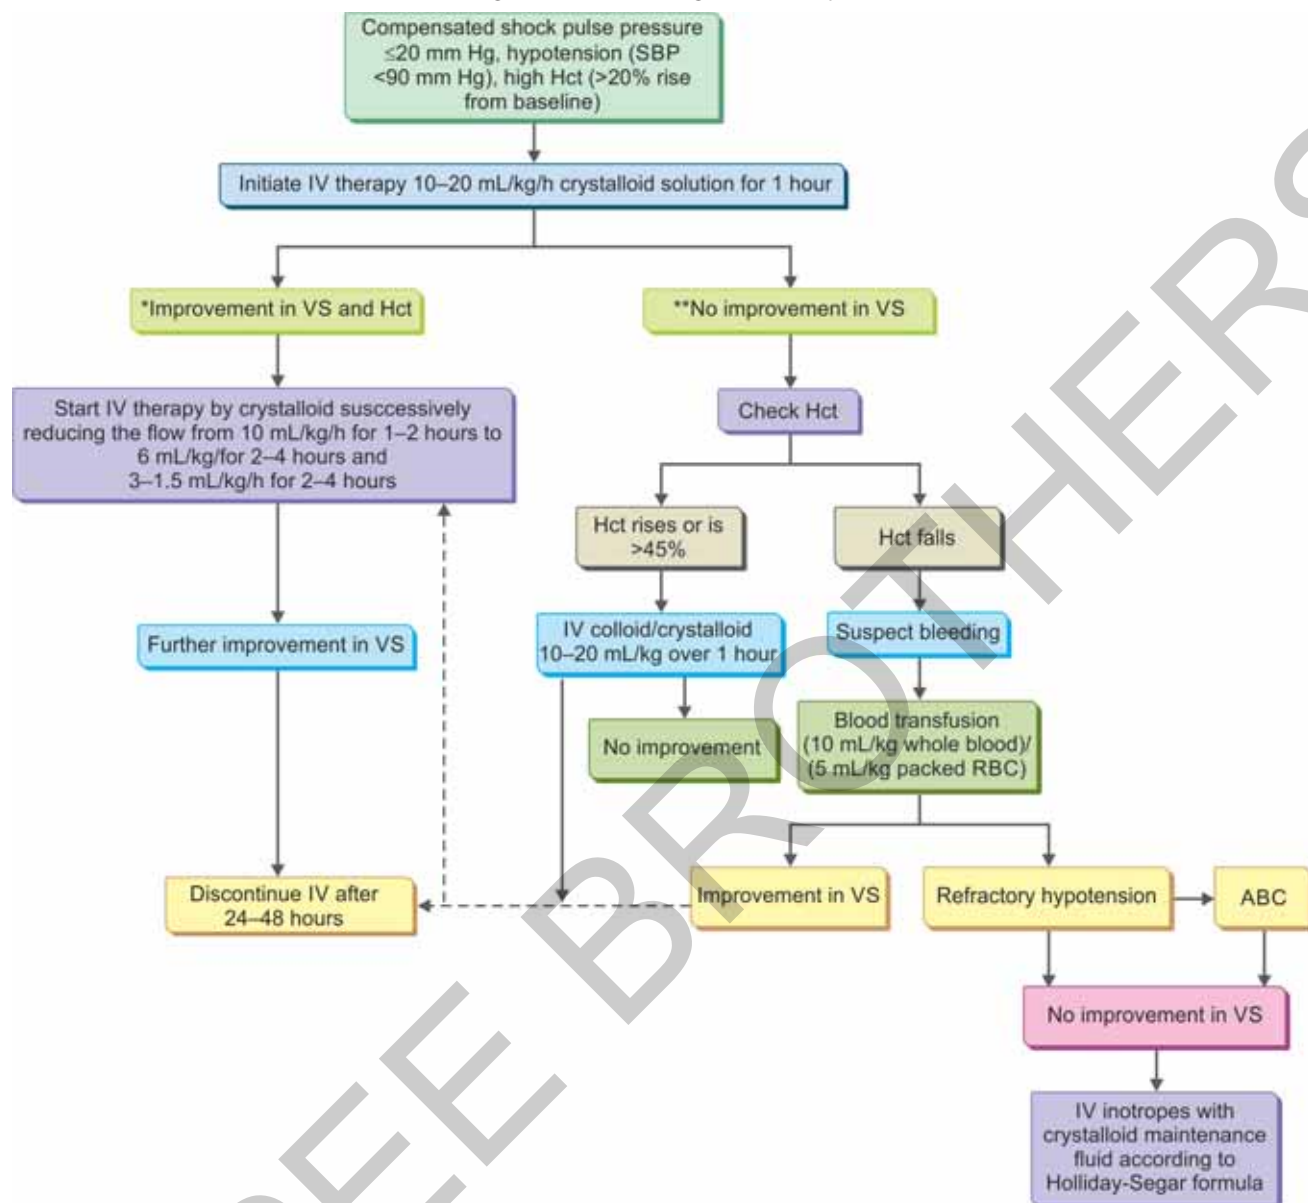 Compensated shock pulse pressure
≤20 mm Hg, hypotension (SBP
<90 mm Hg), high Hct (>20% rise
from baseline)
Initiate IV therapy 10–20 mL/kg/h crystalloid solution for 1 hour
*Improvement in VS and Hct
**No improvement in VS
Start IV therapy by crystalloid susccessively
reducing the flow from 10 mL/kg/h for 1–2 hours to
6 mL/kg/for 2–4 hours and
3–1.5 mL/kg/h for 2–4 hours
Check Hct
Hct rises or is
>45%
Hct falls
Further improvement in VS
IV colloid/crystalloid
10–20 mL/kg over 1 hour
Suspect bleeding
No improvement
Blood transfusion
(10 mL/kg whole blood)/
(5 mL/kg packed RBC)
Discontinue IV after
24–48 hours
Improvement in VS
Refractory hypotension
ABC
No improvement in VS
IV inotropes with
crystalloid maintenance
fluid according to
Holliday-Segar formula
EE BROTHERS